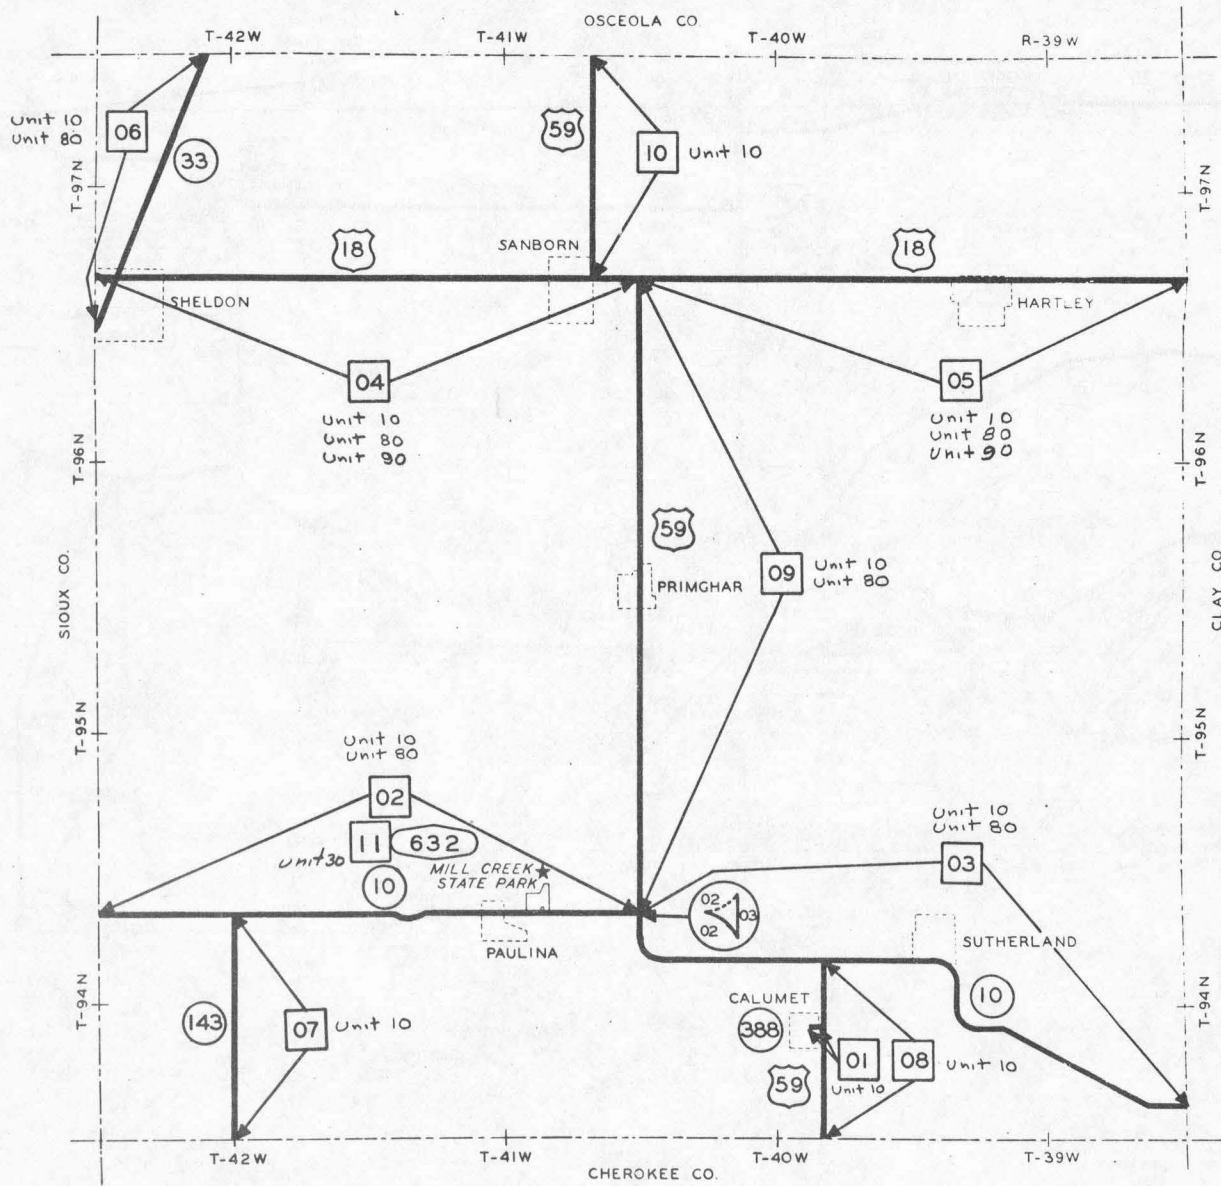 OSCEOLA CO.
T-42W
T-41W
T-40W
R-39W
Unit 10
Unit 80
06
33
59
10
Unit 10
T-97N
T-97N
18
SANBORN
18
SHELDON
HARTLEY
04
Unit 10
Unit 80
Unit 90
05
Unit 10
Unit 80
Unit 90
T-96N
T-96N
59
SIOUX CO.
CLAY CO.
PRIMGHAR
09
Unit 10
Unit 80
T-95N
T-95N
Unit 10
Unit 80
02
11
632
Unit 30
10
MILL CREEK
STATE PARK
Unit 10
Unit 80
03
02
03
02
PAULINA
SUTHERLAND
T-94N
T-94N
143
07
Unit 10
CALUMET
388
10
01
Unit 10
08
Unit 10
59
T-42W
T-41W
T-40W
T-39W
CHEROKEE CO.